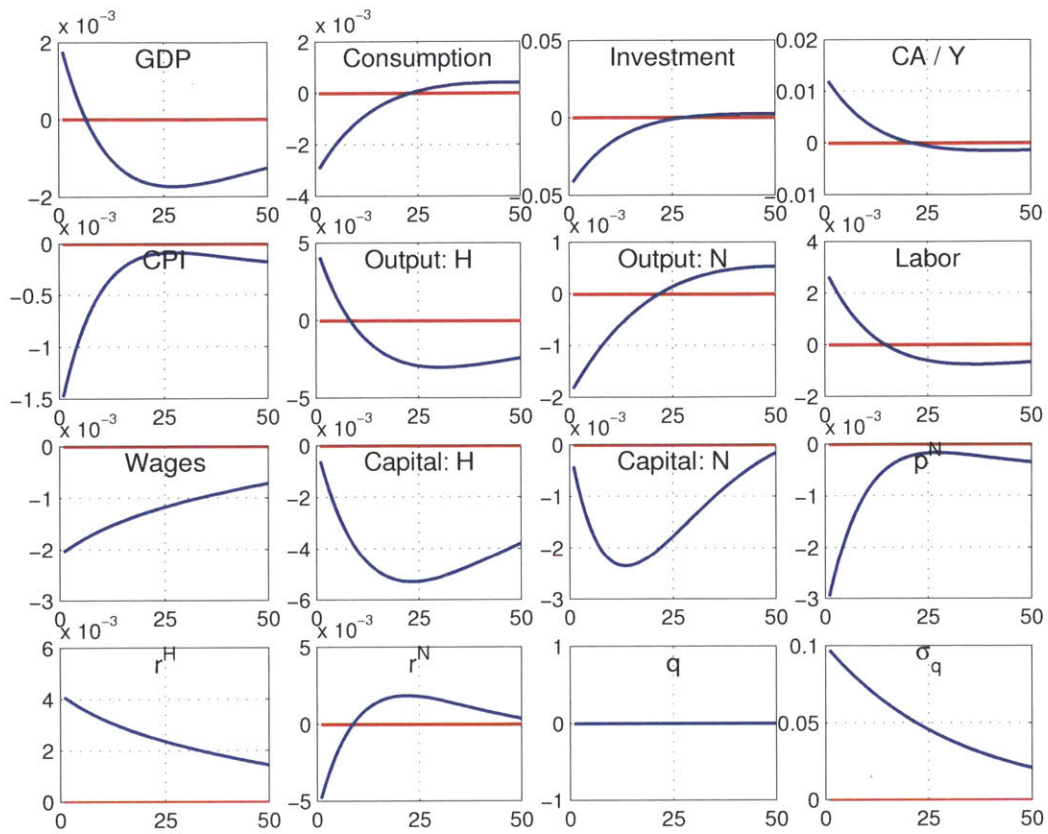 x 10⁻³
GDP
2
0
−2
0 25 50
x 10⁻³
Consumption
2
0
−2
−4
0 25 50
Investment
0.05
0
−0.05
0 25 50
CA / Y
0.02
0.01
0
−0.01
0 25 50
x 10⁻³
CPI
0
−0.5
−1
−1.5
0 25 50
x 10⁻³
Output: H
5
0
−5
0 25 50
x 10⁻³
Output: N
1
0
−1
−2
0 25 50
x 10⁻³
Labor
4
2
0
−2
0 25 50
x 10⁻³
Wages
0
−1
−2
−3
0 25 50
x 10⁻³
Capital: H
0
−2
−4
−6
0 25 50
x 10⁻³
Capital: N
0
−1
−2
−3
0 25 50
x 10⁻³
pᴺ
0
−1
−2
−3
0 25 50
x 10⁻³
rᴴ
6
4
2
0
0 25 50
x 10⁻³
rᴺ
5
0
−5
0 25 50
q
1
0
−1
0 25 50
σq
0.1
0.05
0
0 25 50